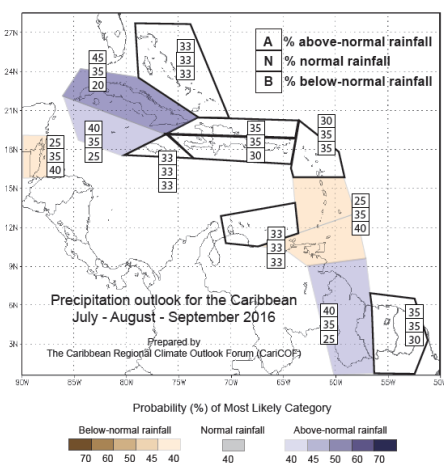 27N
24N
21N
18N
15N
12N
9N
6N
3N
90W
85W
80W
75W
70W
65W
60W
55W
50W
A % above-normal rainfall
N % normal rainfall
B % below-normal rainfall
33
33
33
45
35
20
40
35
25
25
35
40
33
33
33
35
35
30
30
35
35
25
35
40
33
33
33
40
35
25
35
35
30
Precipitation outlook for the Caribbean
July - August - September 2016
Prepared by
The Caribbean Regional Climate Outlook Forum (CariCOF)
Probability (%) of Most Likely Category
Below-normal rainfall Normal rainfall Above-normal rainfall
70 60 50 45 40 40 40 45 50 60 70